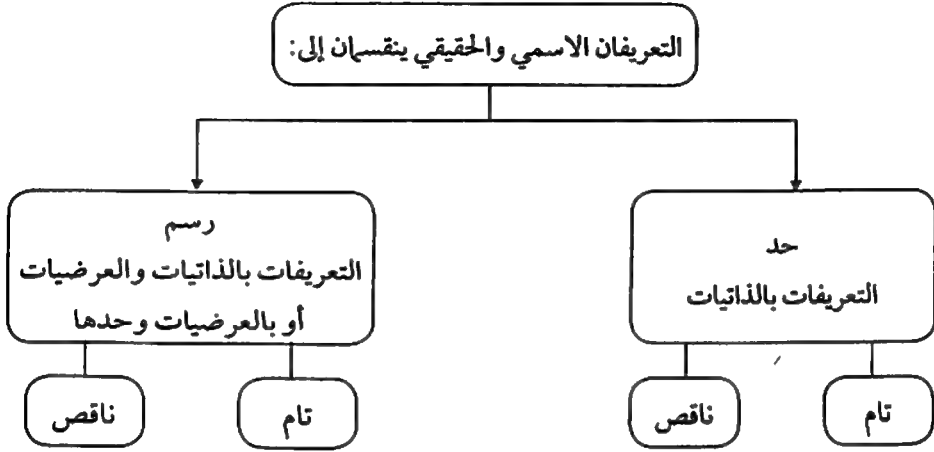 التعريفان الاسمي والحقيقي ينقسمان إلى:
حد
التعريفات بالذاتيات
تام
ناقص
رسم
التعريفات بالذاتيات والعرضيات
أو بالعرضيات وحدها
تام
ناقص